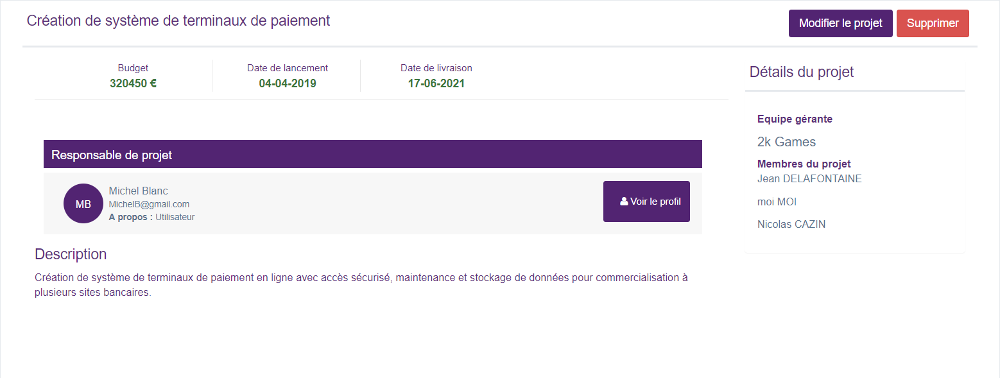 Création de système de terminaux de paiement
Modifier le projet
Supprimer
Budget
320450 €
Date de lancement
04-04-2019
Date de livraison
17-06-2021
Responsable de projet
MB
Michel Blanc
MichelB@gmail.com
A propos : Utilisateur
Voir le profil
Description
Création de système de terminaux de paiement en ligne avec accès sécurisé, maintenance et stockage de données pour commercialisation à
plusieurs sites bancaires.
Détails du projet
Equipe gérante
2k Games
Membres du projet
Jean DELAFONTAINE
moi MOI
Nicolas CAZIN